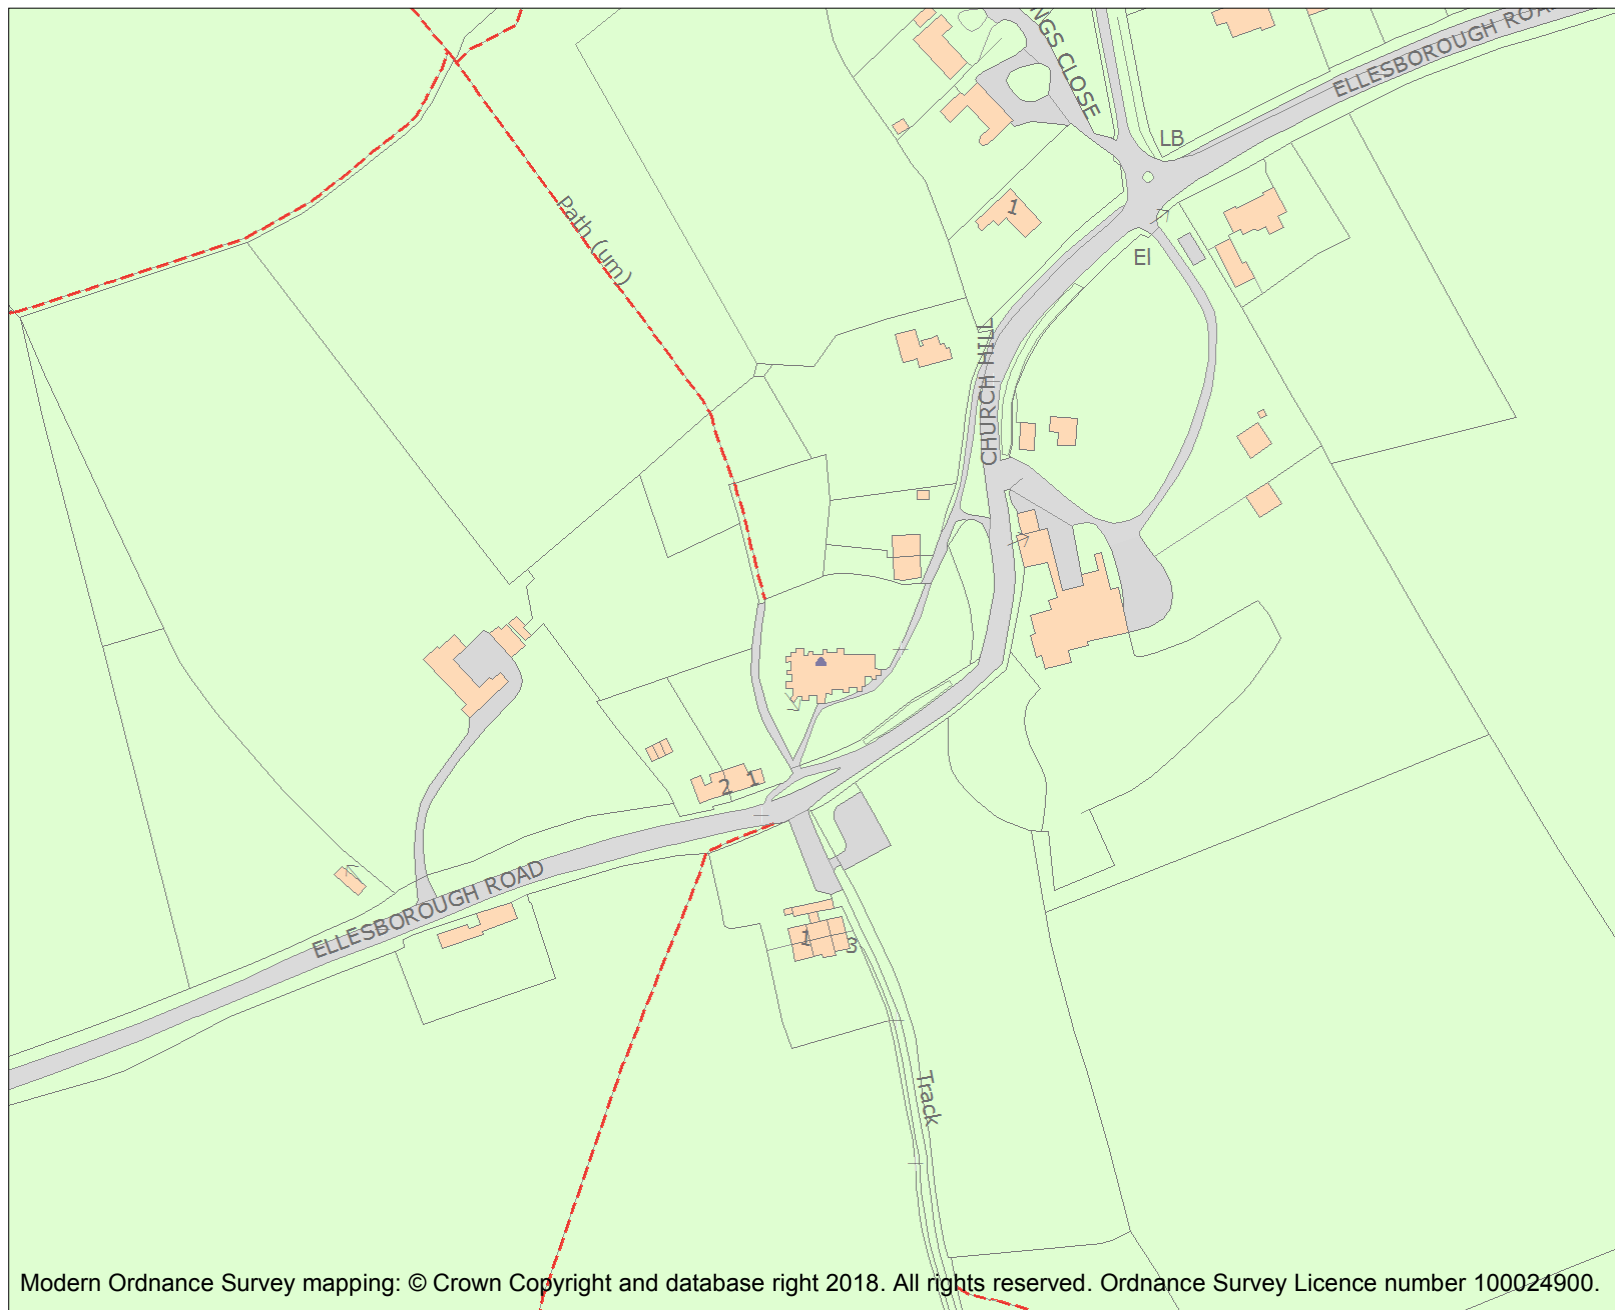 NGS CLOSE
ELLESBOROUGH ROAD
LB
Path (um)
1
El
CHURCH HILL
2 1
ELLESBOROUGH ROAD
1
3
Track
Modern Ordnance Survey mapping: © Crown Copyright and database right 2018. All rights reserved. Ordnance Survey Licence number 100024900.